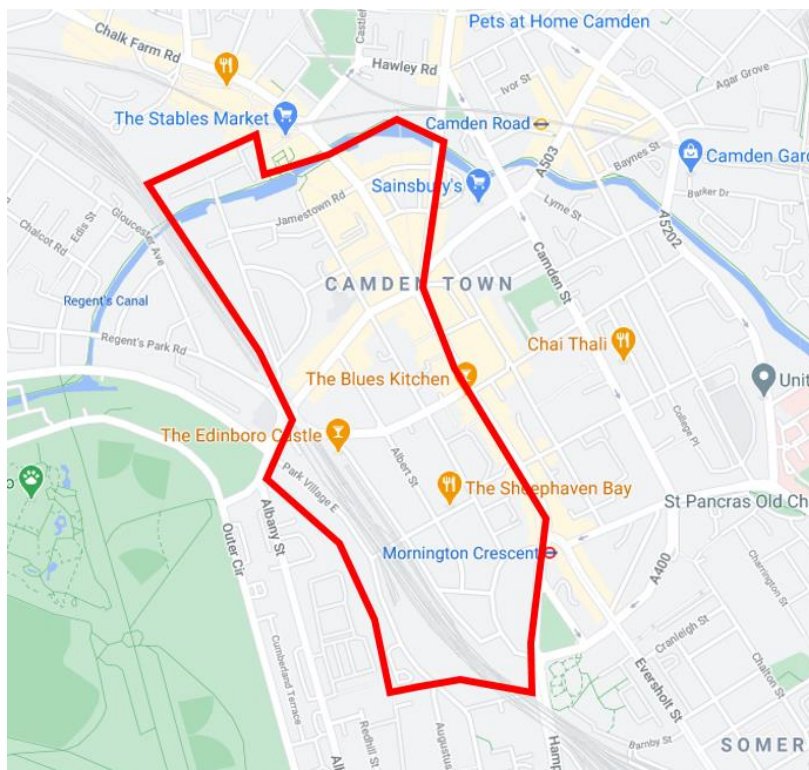 Pets at Home Camden
Chalk Farm Rd
Castle
Hawley Rd
Ivor St
Agar Grove
The Stables Market
Camden Road
A503
Baynes St
Camden Gard
Sainsbury's
Barker Dr
Jamestown Rd
Lyme St
A5202
Edis St
Gloucester Ave
Chalcot Rd
CAMDEN TOWN
Camden St
Regent's Canal
Regent's Park Rd
Chai Thali
The Blues Kitchen
Unit
College Pl
The Edinboro Castle
Albert St
Park Village E
The Sheephaven Bay
St Pancras Old Ch
Outer Cir
Albany St
Mornington Crescent
A400
Charrington St
Cranleigh St
Cumberland Terrace
Chalton St
Eversholt St
Redhill St
Augustus
Hamp
Barnby St
SOMER